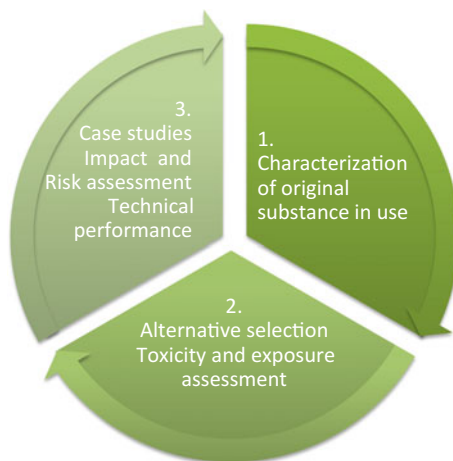 1.
Characterization
of original
substance in use
2.
Alternative selection
Toxicity and exposure
assessment
3.
Case studies
Impact and
Risk assessment
Technical
performance